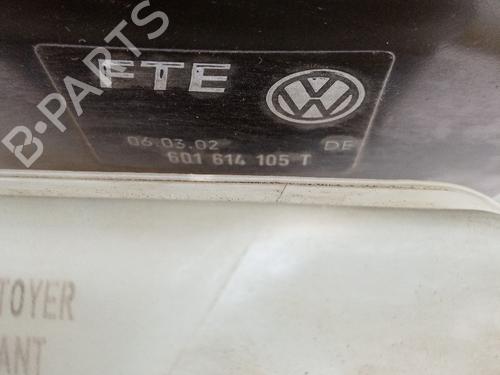 B-PARTS
FTE
06.03.02 DE
6Q1 614 105 T
TOYER
ANT